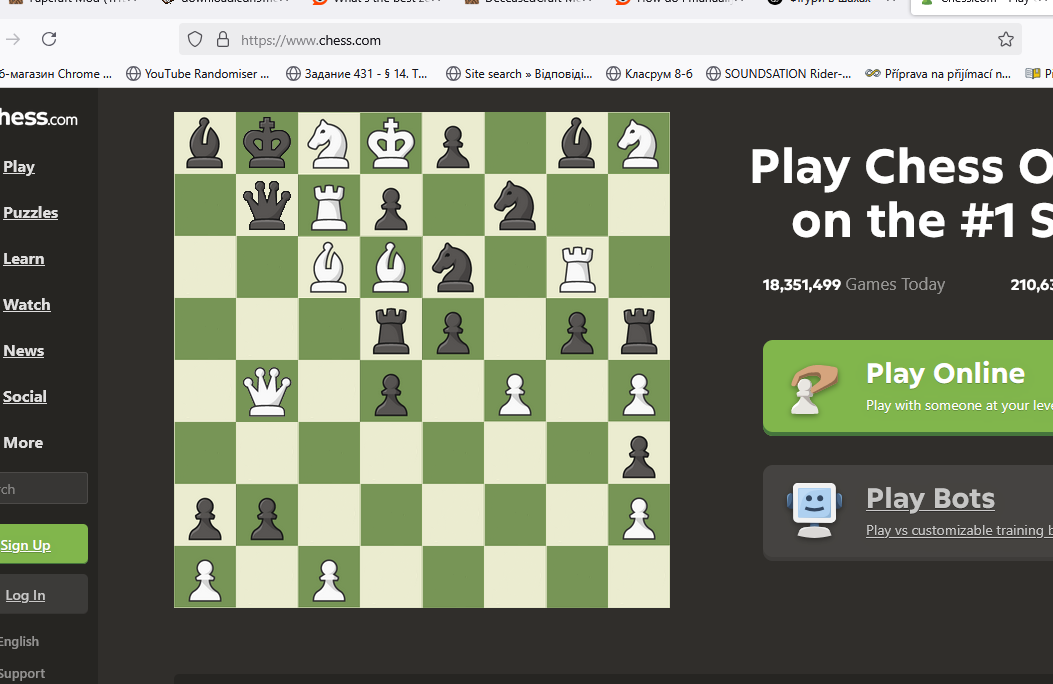 https://www.chess.com
б-магазин Chrome ... YouTube Randomiser ... Задание 431 - § 14. Т... Site search » Відповіді... Класрум 8-б SOUNDSATION Rider-... Příprava na přijímací n...
hess.com
Play
Puzzles
Learn
Watch
News
Social
More
rch
Sign Up
Log In
English
Support
Play Chess O
on the #1 S
18,351,499 Games Today 210,63
Play Online
Play with someone at your leve
Play Bots
Play vs customizable training b